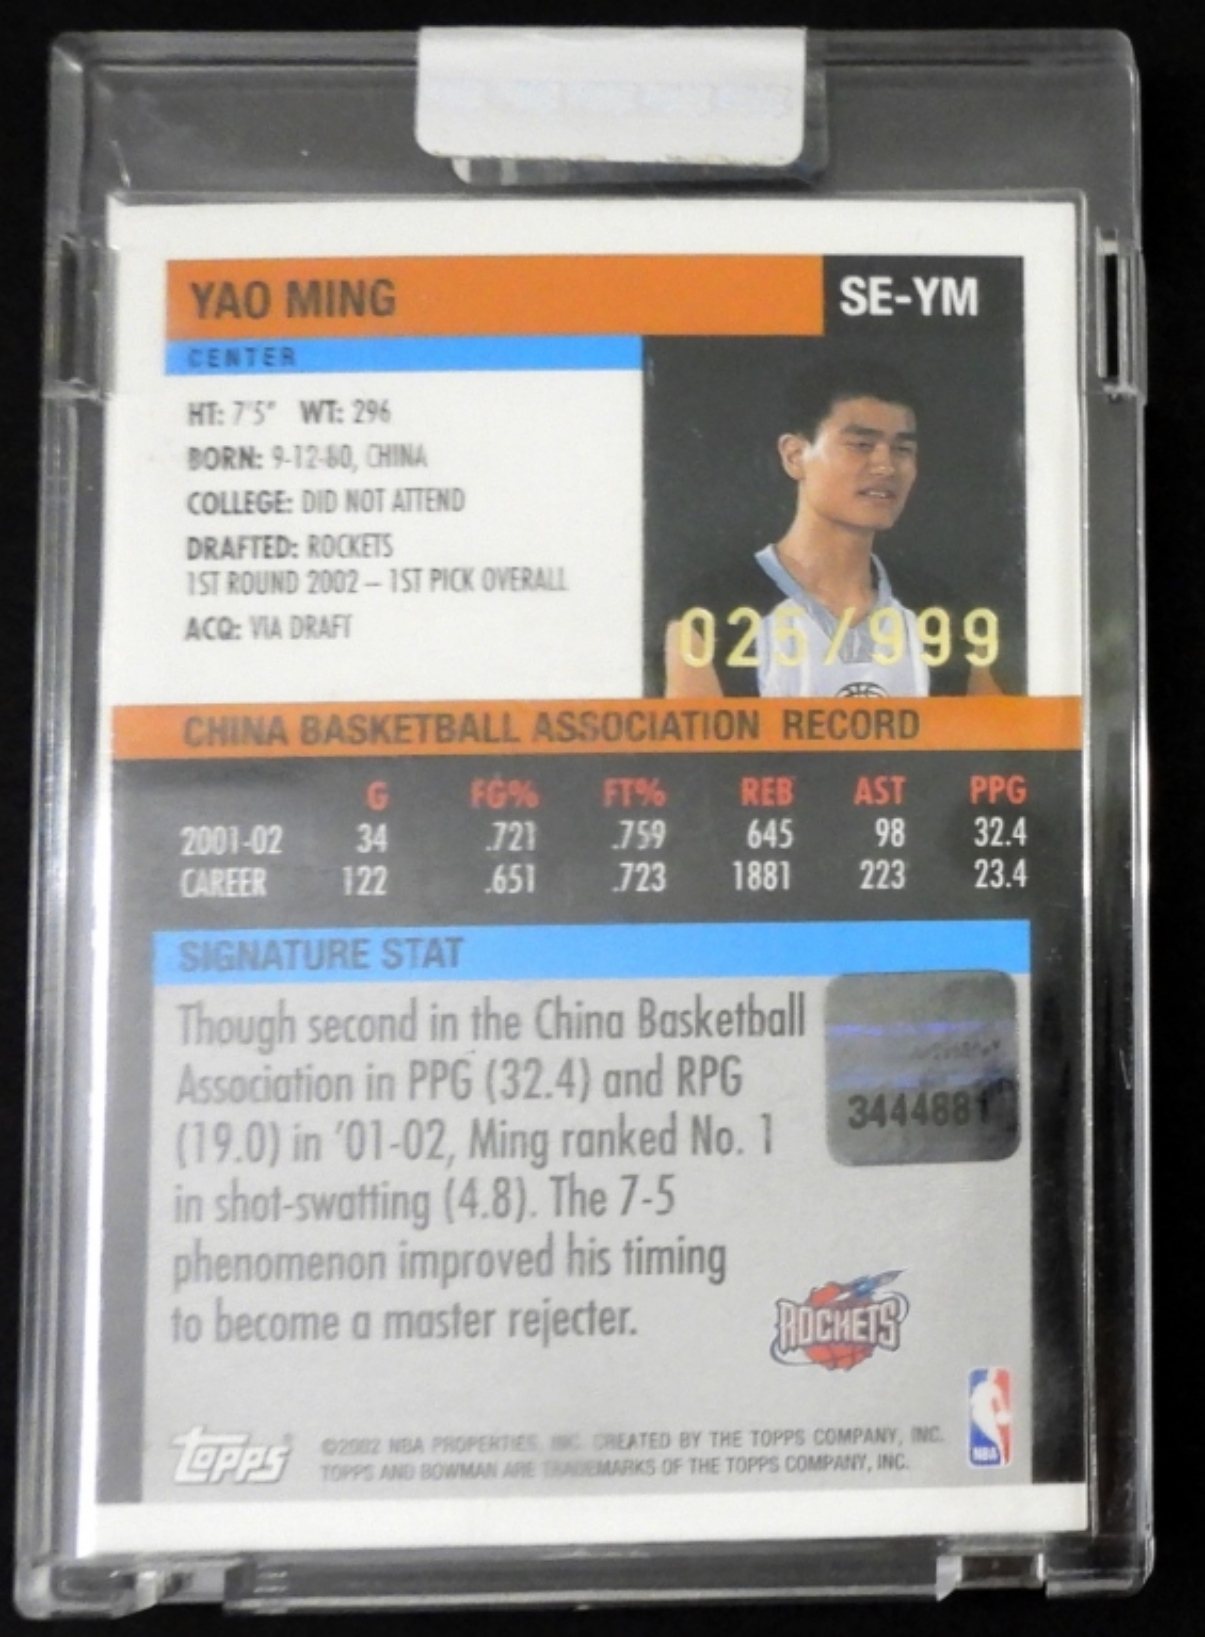 YAO MING
SE-YM
CENTER
HT: 7'5" WT: 296
BORN: 9-12-80, CHINA
COLLEGE: DID NOT ATTEND
DRAFTED: ROCKETS
1ST ROUND 2002 – 1ST PICK OVERALL
ACQ: VIA DRAFT
025/999
CHINA BASKETBALL ASSOCIATION RECORD
G FG% FT% REB AST PPG
2001-02 34 .721 .759 645 98 32.4
CAREER 122 .651 .723 1881 223 23.4
SIGNATURE STAT
Though second in the China Basketball
Association in PPG (32.4) and RPG
(19.0) in '01-02, Ming ranked No. 1
in shot-swatting (4.8). The 7-5
phenomenon improved his timing
to become a master rejecter.
3444881
ROCKETS
NBA
Topps®
©2002 NBA PROPERTIES, INC. CREATED BY THE TOPPS COMPANY, INC.
TOPPS AND BOWMAN ARE TRADEMARKS OF THE TOPPS COMPANY, INC.